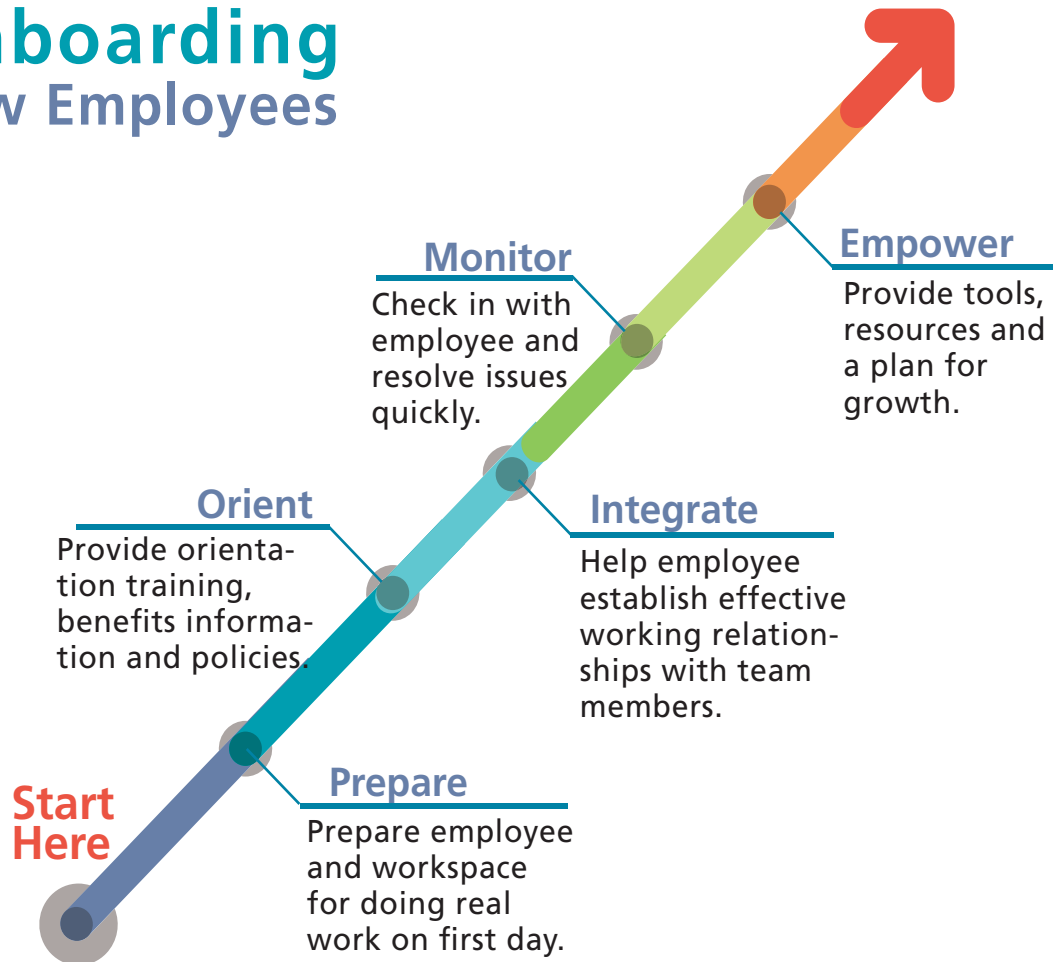 nboarding
w Employees
Monitor
Check in with
employee and
resolve issues
quickly.
Empower
Provide tools,
resources and
a plan for
growth.
Orient
Provide orienta-
tion training,
benefits informa-
tion and policies.
Integrate
Help employee
establish effective
working relation-
ships with team
members.
Start
Here
Prepare
Prepare employee
and workspace
for doing real
work on first day.